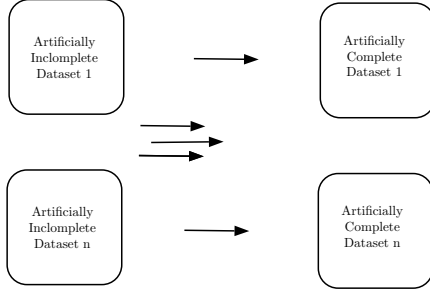 Artificially
Inclomplete
Dataset 1
Artificially
Complete
Dataset 1
Artificially
Inclomplete
Dataset n
Artificially
Complete
Dataset n